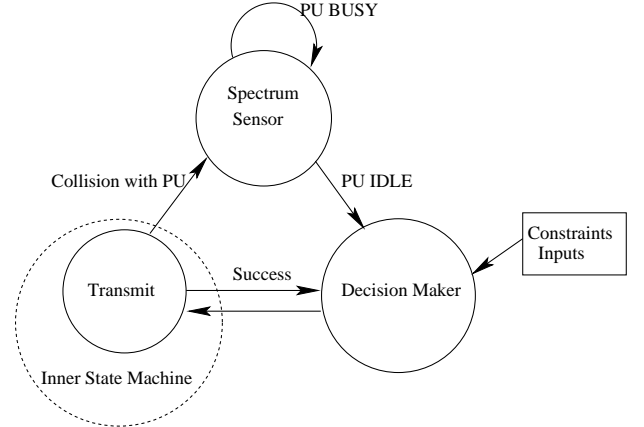 PU BUSY
Spectrum
Sensor
Collision with PU
PU IDLE
Constraints
Inputs
Success
Transmit
Decision Maker
Inner State Machine